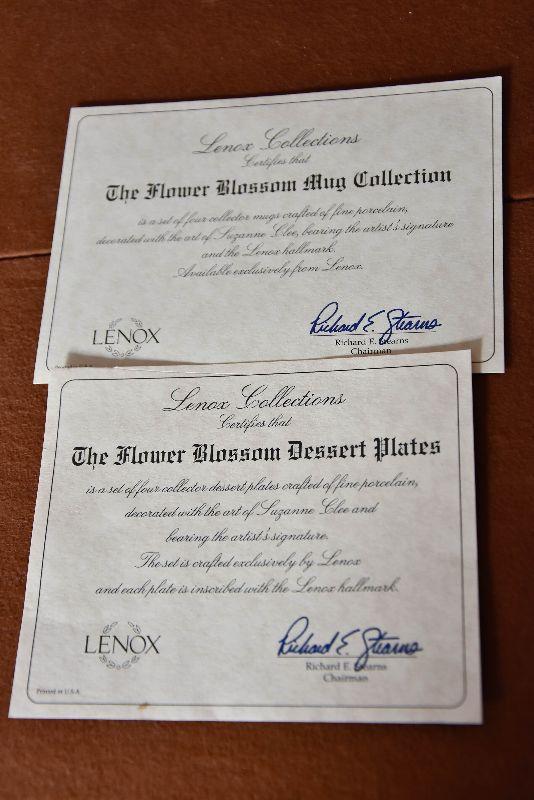 Lenox Collections
Certifies that
The Flower Blossom Mug Collection
is a set of four collector mugs crafted of fine porcelain,
decorated with the art of Suzanne Clee, bearing the artist's signature
and the Lenox hallmark.
Available exclusively from Lenox.
LENOX
Richard E. Stearns
Richard E. Stearns
Chairman
Lenox Collections
Certifies that
The Flower Blossom Dessert Plates
is a set of four collector dessert plates crafted of fine porcelain,
decorated with the art of Suzanne Clee and
bearing the artist's signature.
The set is crafted exclusively by Lenox
and each plate is inscribed with the Lenox hallmark.
LENOX
Richard E. Stearns
Richard E. Stearns
Chairman
Printed in U.S.A.